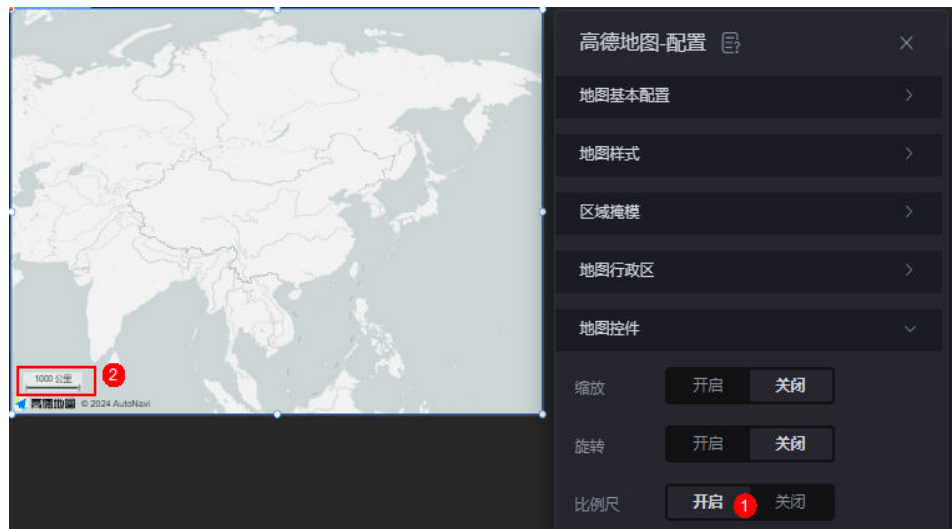 高德地图-配置
地图基本配置
地图样式
区域掩模
地图行政区
地图控件
缩放 开启 关闭
旋转 开启 关闭
比例尺 开启 1 关闭
1000 公里 2
高德地图 © 2024 AutoNavi